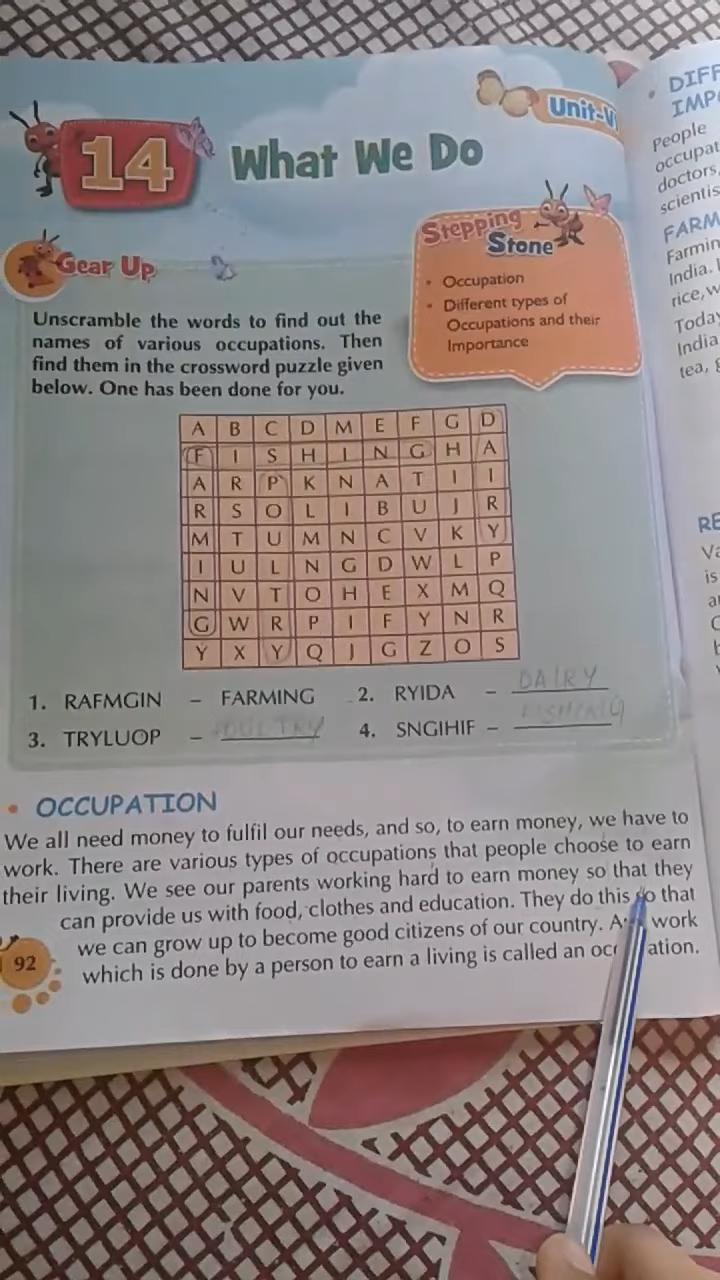 Unit-V
14 What We Do
Stepping
Stone
• Occupation
• Different types of
Occupations and their
Importance
Gear Up
Unscramble the words to find out the
names of various occupations. Then
find them in the crossword puzzle given
below. One has been done for you.
A B C D M E F G D
F I S H I N G H A
A R P K N A T I I
R S O L I B U J R
M T U M N C V K Y
I U L N G D W L P
N V T O H E X M Q
G W R P I F Y N R
Y X Y Q J G Z O S
1. RAFMGIN – FARMING 2. RYIDA – DAIRY
3. TRYLUOP – POULTRY 4. SNGIHIF – FISHING
• OCCUPATION
We all need money to fulfil our needs, and so, to earn money, we have to
work. There are various types of occupations that people choose to earn
their living. We see our parents working hard to earn money so that they
can provide us with food, clothes and education. They do this so that
we can grow up to become good citizens of our country. work
which is done by a person to earn a living is called an
92
• DIFF
IMP
People
occupat
doctors,
scientis
FARM
Farmin
India.
rice, w
Today
India
tea,
RE
Va
is